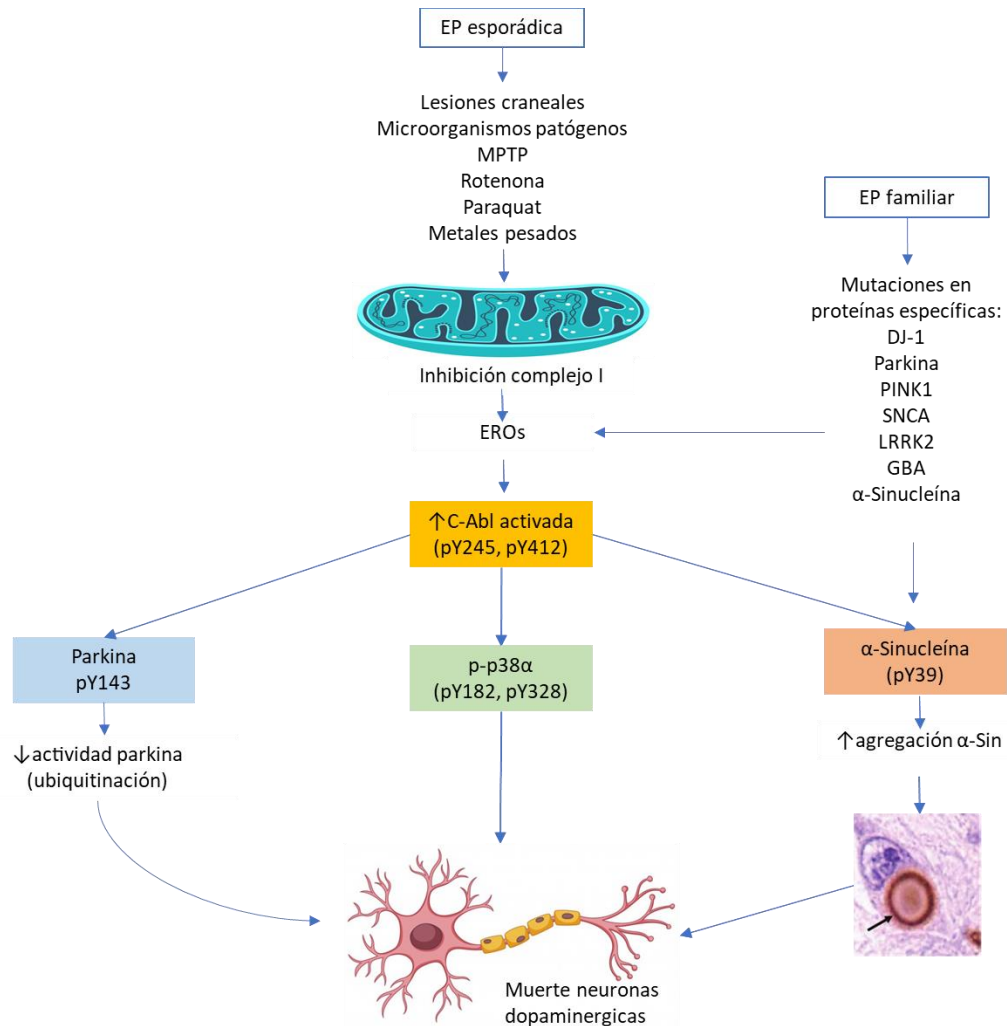 EP esporádica
Lesiones craneales
Microorganismos patógenos
MPTP
Rotenona
Paraquat
Metales pesados
EP familiar
Mutaciones en
proteínas específicas:
DJ-1
Parkina
PINK1
SNCA
LRRK2
GBA
α-Sinucleína
Inhibición complejo I
EROs
↑C-Abl activada
(pY245, pY412)
Parkina
pY143
p-p38α
(pY182, pY328)
α-Sinucleína
(pY39)
↓actividad parkina
(ubiquitinación)
↑agregación α-Sin
Muerte neuronas
dopaminergicas